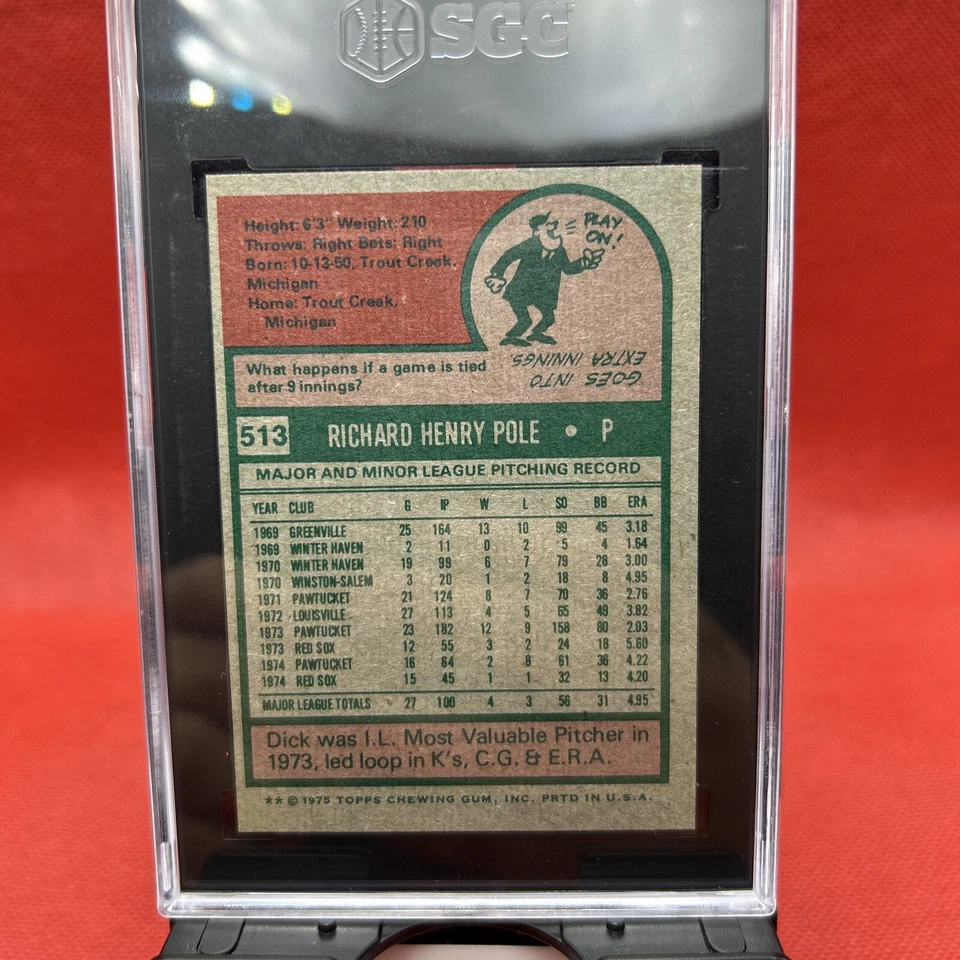 SGC
Height: 6'3" Weight: 210
Throws: Right Bats: Right
Born: 10-13-50, Trout Creek,
Michigan
Home: Trout Creek,
Michigan
PLAY
ON!
What happens if a game is tied
after 9 innings?
GOES INTO
EXTRA INNINGS.
513 RICHARD HENRY POLE • P
MAJOR AND MINOR LEAGUE PITCHING RECORD
YEAR CLUB G IP W L SO BB ERA
1969 GREENVILLE 25 164 13 10 99 45 3.18
1969 WINTER HAVEN 2 11 0 2 5 4 1.64
1970 WINTER HAVEN 19 99 6 7 79 28 3.00
1970 WINSTON-SALEM 3 20 1 2 18 8 4.95
1971 PAWTUCKET 21 124 8 7 70 36 2.76
1972 LOUISVILLE 27 113 4 5 65 49 3.82
1973 PAWTUCKET 23 182 12 9 158 80 2.03
1973 RED SOX 12 55 3 2 24 18 5.60
1974 PAWTUCKET 16 64 2 8 61 36 4.22
1974 RED SOX 15 45 1 1 32 13 4.20
MAJOR LEAGUE TOTALS 27 100 4 3 56 31 4.95
Dick was I.L. Most Valuable Pitcher in
1973, led loop in K's, C.G. & E.R.A.
** © 1975 TOPPS CHEWING GUM, INC. PRTD IN U.S.A.